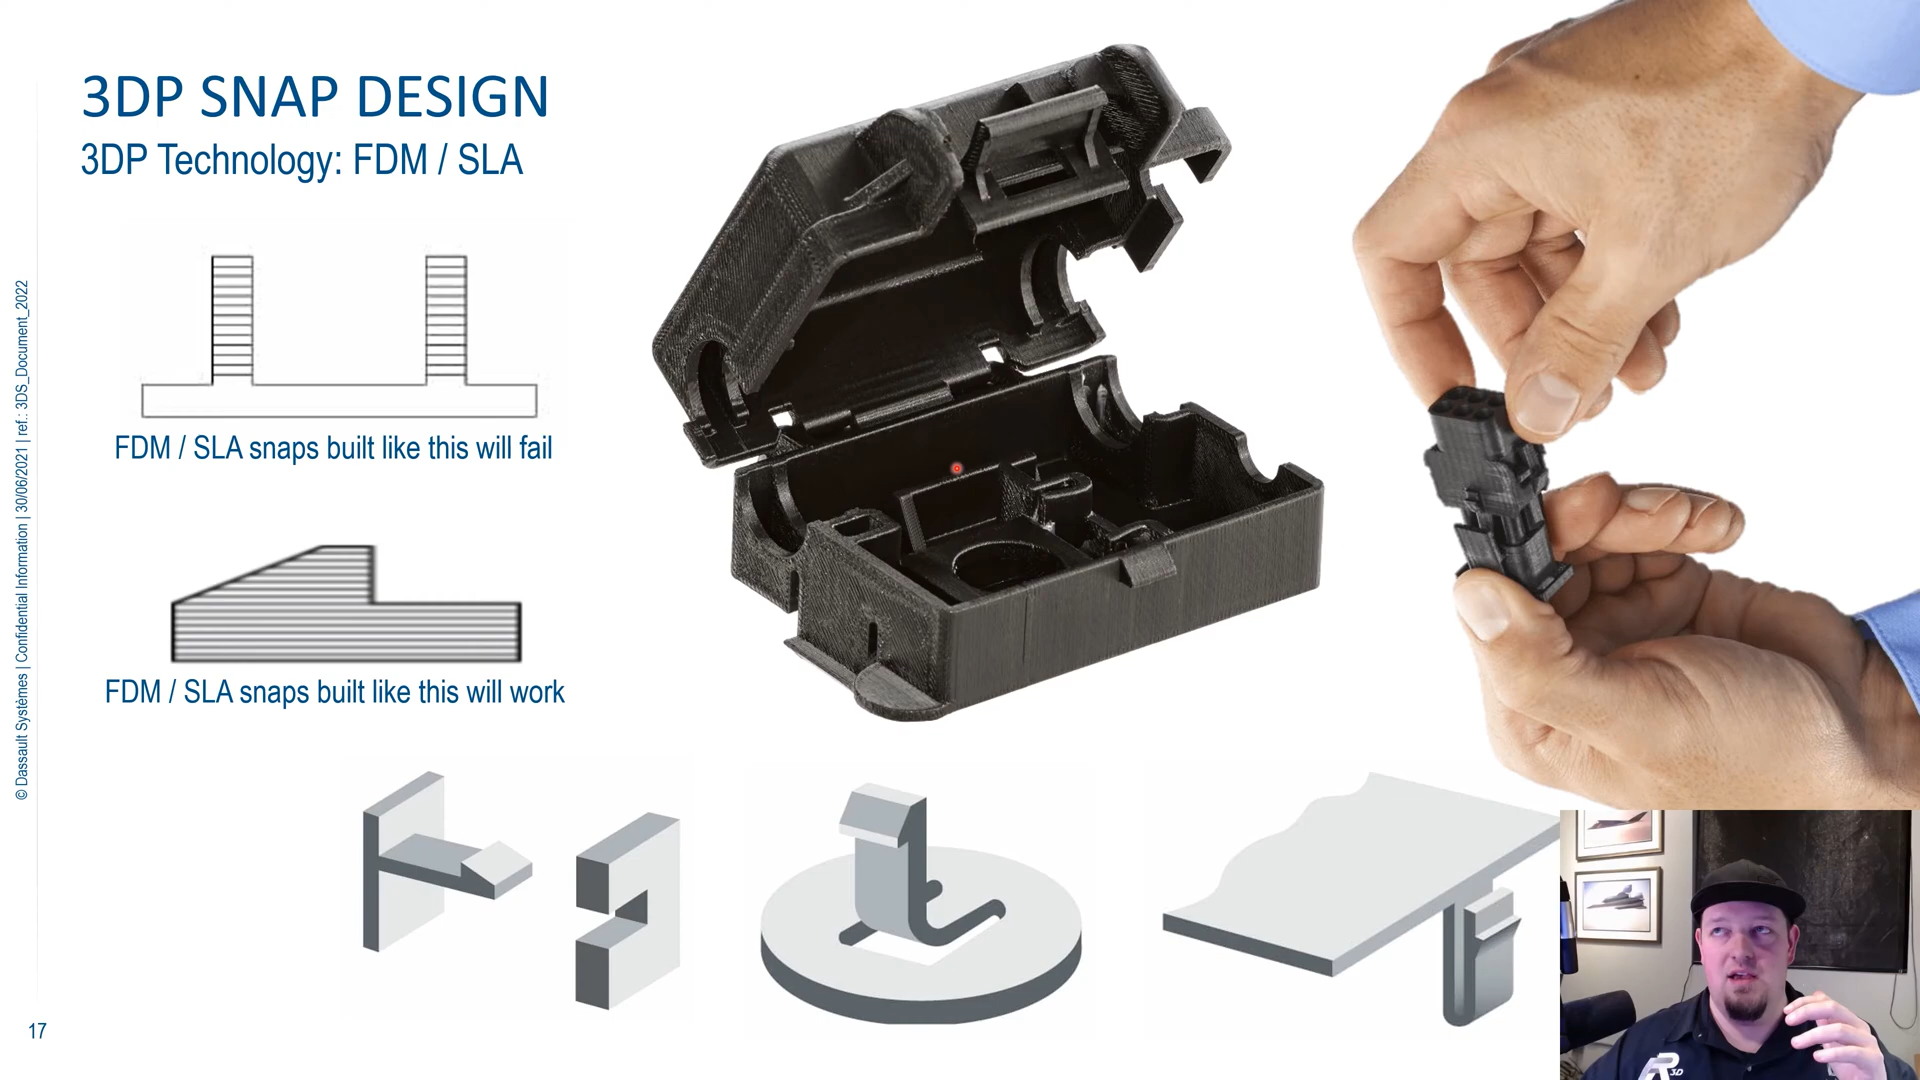 3DP SNAP DESIGN
3DP Technology: FDM / SLA
FDM / SLA snaps built like this will fail
FDM / SLA snaps built like this will work
© Dassault Systèmes | Confidential Information | 30/06/2021 | ref.: 3DS_Document_2022
17
R3D